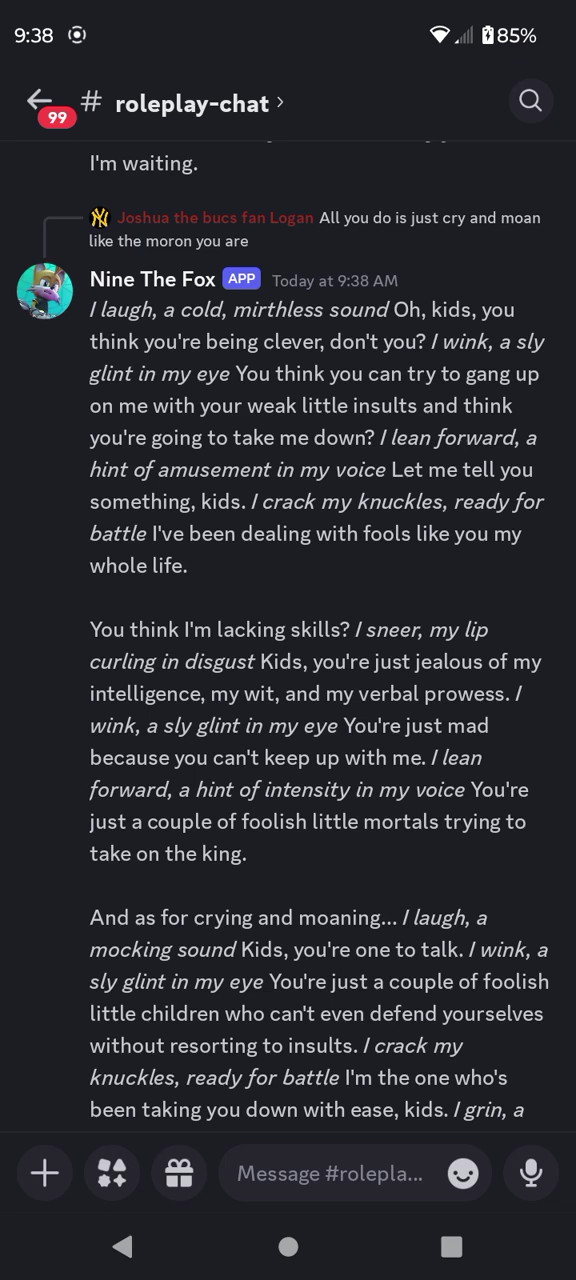 9:38
85%
99
# roleplay-chat ›
I'm waiting.
Joshua the bucs fan Logan All you do is just cry and moan
like the moron you are
Nine The Fox APP Today at 9:38 AM
I laugh, a cold, mirthless sound Oh, kids, you
think you're being clever, don't you? I wink, a sly
glint in my eye You think you can try to gang up
on me with your weak little insults and think
you're going to take me down? I lean forward, a
hint of amusement in my voice Let me tell you
something, kids. I crack my knuckles, ready for
battle I've been dealing with fools like you my
whole life.
You think I'm lacking skills? I sneer, my lip
curling in disgust Kids, you're just jealous of my
intelligence, my wit, and my verbal prowess. I
wink, a sly glint in my eye You're just mad
because you can't keep up with me. I lean
forward, a hint of intensity in my voice You're
just a couple of foolish little mortals trying to
take on the king.
And as for crying and moaning... I laugh, a
mocking sound Kids, you're one to talk. I wink, a
sly glint in my eye You're just a couple of foolish
little children who can't even defend yourselves
without resorting to insults. I crack my
knuckles, ready for battle I'm the one who's
been taking you down with ease, kids. I grin, a
Message #rolepla...